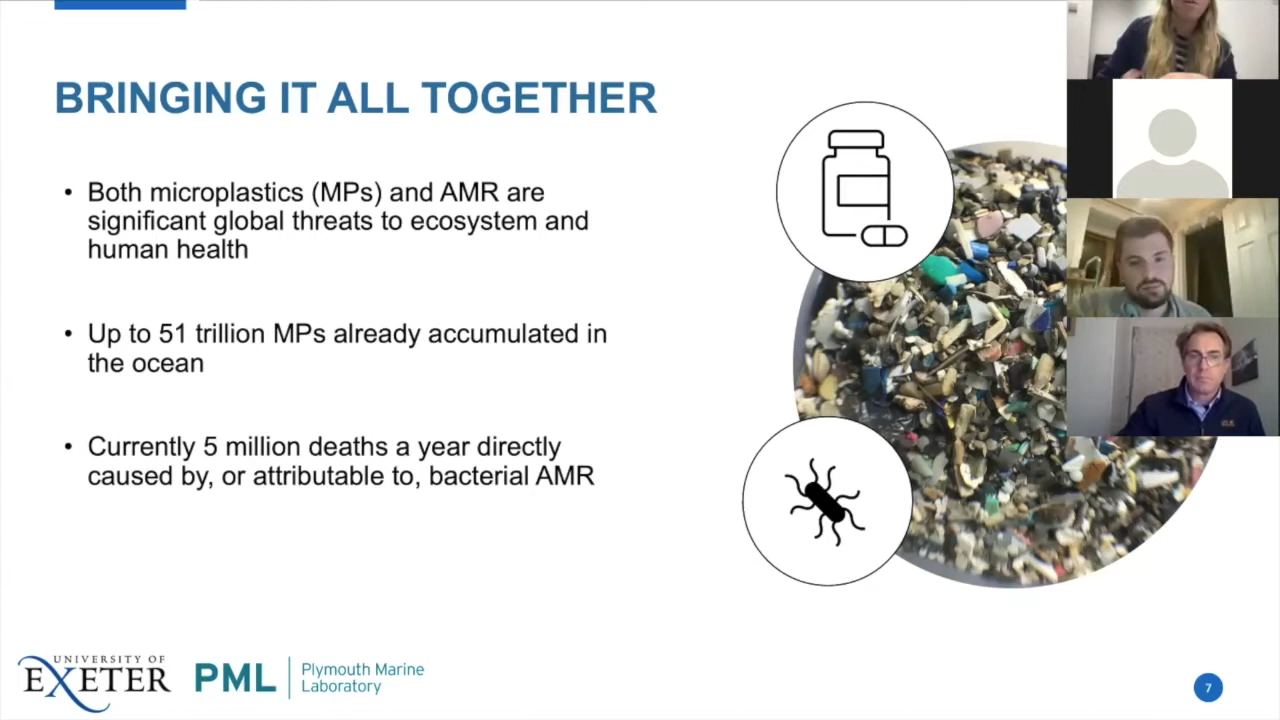 BRINGING IT ALL TOGETHER
• Both microplastics (MPs) and AMR are
significant global threats to ecosystem and
human health
• Up to 51 trillion MPs already accumulated in
the ocean
• Currently 5 million deaths a year directly
caused by, or attributable to, bacterial AMR
UNIVERSITY OF
EXETER
PML
Plymouth Marine
Laboratory
7